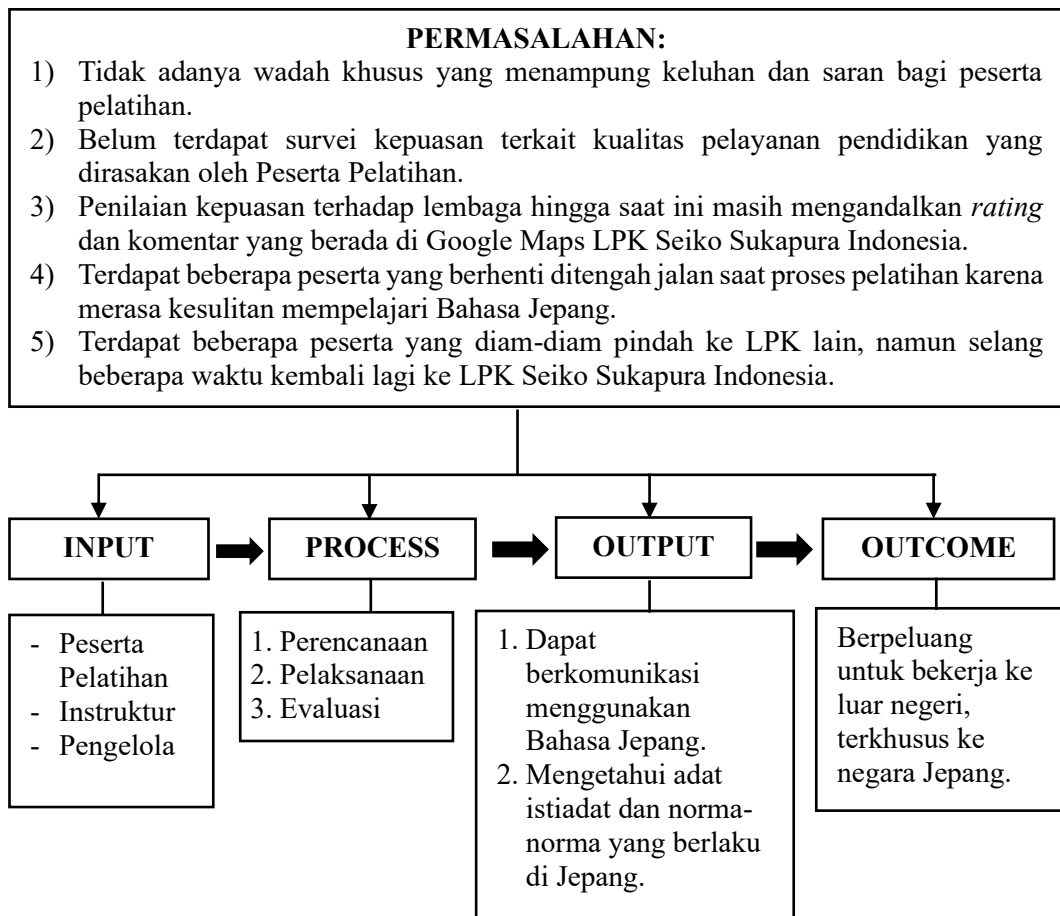 PERMASALAHAN:
1) Tidak adanya wadah khusus yang menampung keluhan dan saran bagi peserta
pelatihan.
2) Belum terdapat survei kepuasan terkait kualitas pelayanan pendidikan yang
dirasakan oleh Peserta Pelatihan.
3) Penilaian kepuasan terhadap lembaga hingga saat ini masih mengandalkan rating
dan komentar yang berada di Google Maps LPK Seiko Sukapura Indonesia.
4) Terdapat beberapa peserta yang berhenti ditengah jalan saat proses pelatihan karena
merasa kesulitan mempelajari Bahasa Jepang.
5) Terdapat beberapa peserta yang diam-diam pindah ke LPK lain, namun selang
beberapa waktu kembali lagi ke LPK Seiko Sukapura Indonesia.
INPUT
PROCESS
OUTPUT
OUTCOME
- Peserta
Pelatihan
- Instruktur
- Pengelola
1. Perencanaan
2. Pelaksanaan
3. Evaluasi
1. Dapat
berkomunikasi
menggunakan
Bahasa Jepang.
2. Mengetahui adat
istiadat dan norma-
norma yang berlaku
di Jepang.
Berpeluang
untuk bekerja ke
luar negeri,
terkhusus ke
negara Jepang.